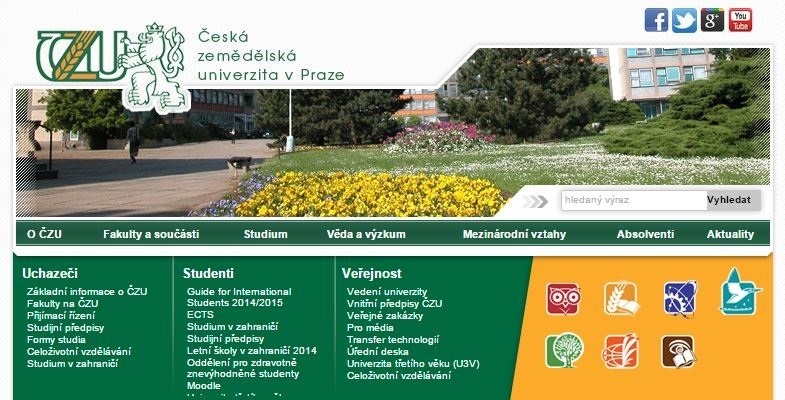 ČZU
Česká
zemědělská
univerzita v Praze
f
g+
You
Tube
hledaný výraz
Vyhledat
O ČZU
Fakulty a součásti
Studium
Věda a výzkum
Mezinárodní vztahy
Absolventi
Aktuality
Uchazeči
Základní informace o ČZU
Fakulty na ČZU
Přijímací řízení
Studijní předpisy
Formy studia
Celoživotní vzdělávání
Studium v zahraničí
Studenti
Guide for International
Students 2014/2015
ECTS
Studium v zahraničí
Studijní předpisy
Letní školy v zahraničí 2014
Oddělení pro zdravotně
znevýhodněné studenty
Moodle
Veřejnost
Vedení univerzity
Vnitřní předpisy ČZU
Veřejné zakázky
Pro média
Transfer technologií
Úřední deska
Univerzita třetího věku (U3V)
Celoživotní vzdělávání